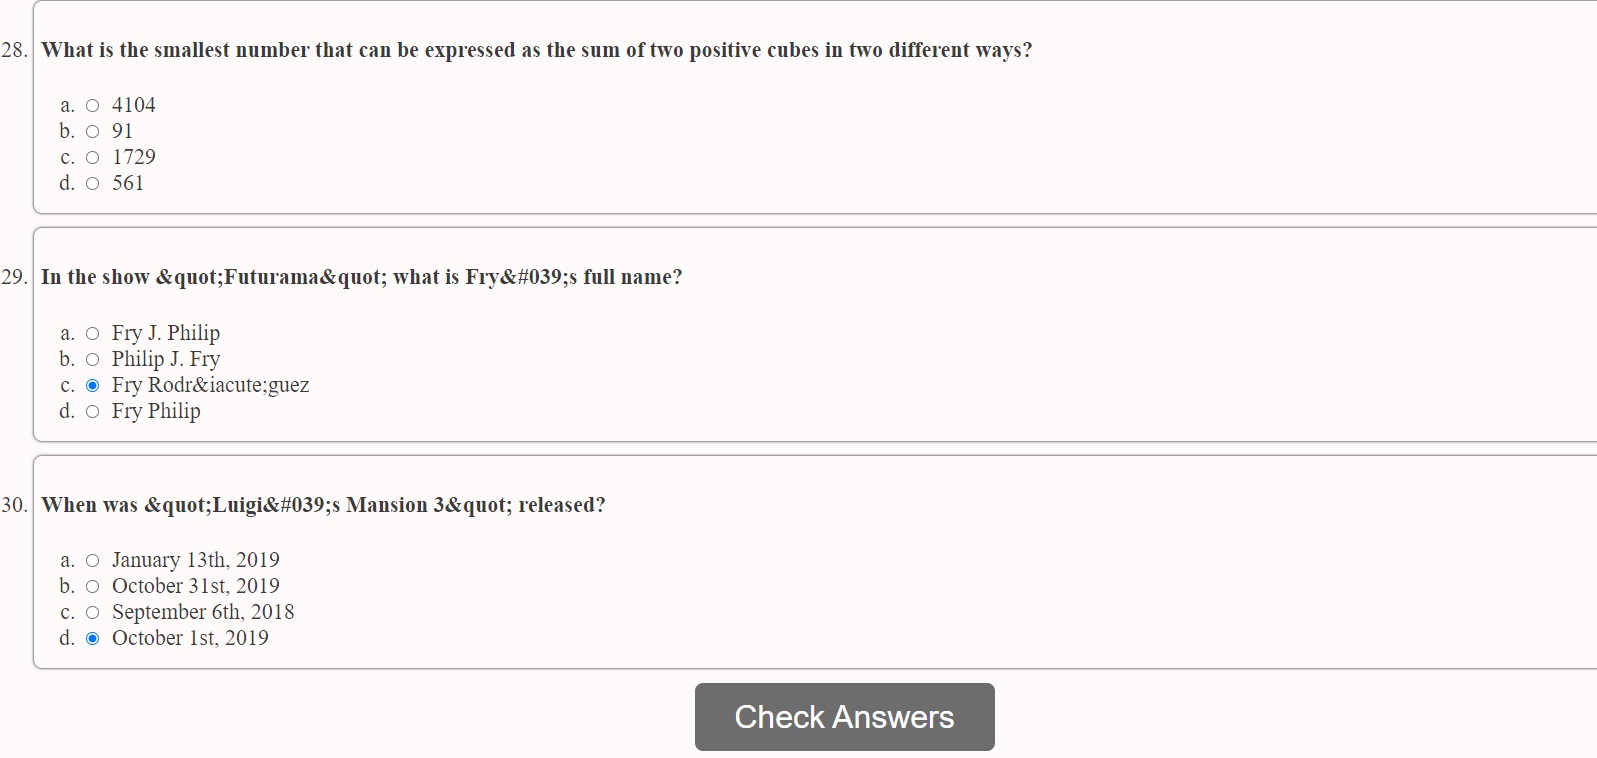 28. What is the smallest number that can be expressed as the sum of two positive cubes in two different ways?
a. 4104
b. 91
c. 1729
d. 561
29. In the show &quot;Futurama&quot; what is Fry&#039;s full name?
a. Fry J. Philip
b. Philip J. Fry
c. Fry Rodr&iacute;guez
d. Fry Philip
30. When was &quot;Luigi&#039;s Mansion 3&quot; released?
a. January 13th, 2019
b. October 31st, 2019
c. September 6th, 2018
d. October 1st, 2019
Check Answers